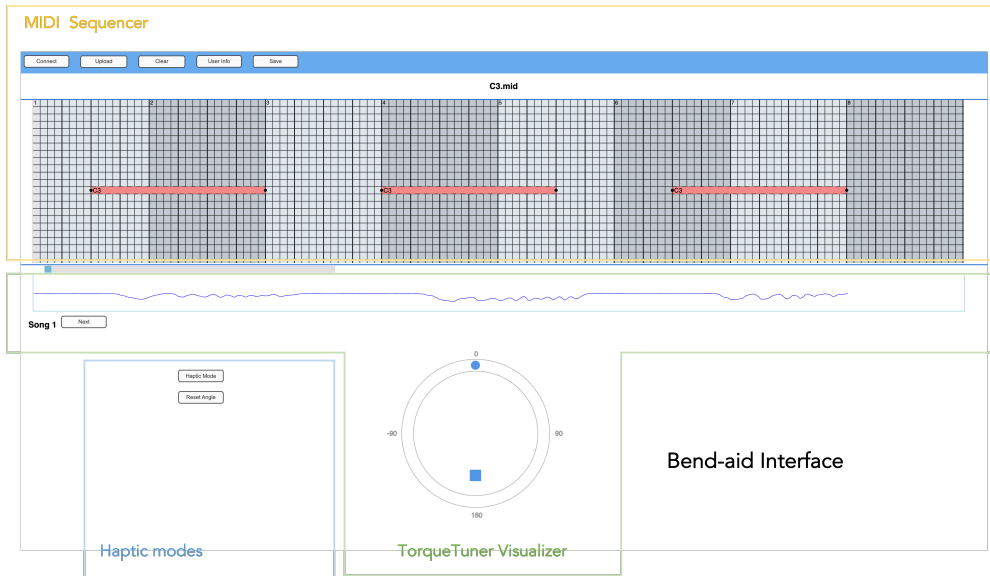 MIDI Sequencer
Connect Upload Clear User Info Save
C3.mid
1 2 3 4 5 6 7 8
C3 C3 C3
Song 1 Next
0
Haptic Mode
Reset Angle
-90 90
Bend-aid Interface
180
Haptic modes TorqueTuner Visualizer